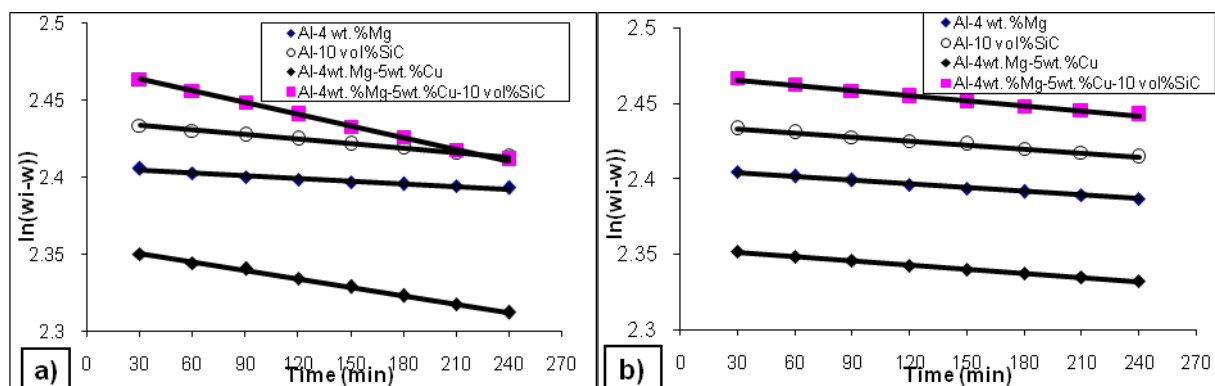 2.5
2.45
2.4
2.35
2.3
ln(wi-w))
Al-4 wt.%Mg
Al-10 vol%SiC
Al-4wt.Mg-5wt.%Cu
Al-4wt.%Mg-5wt.%Cu-10 vol%SiC
0 30 60 90 120 150 180 210 240 270
Time (min)
a)
2.5
2.45
2.4
2.35
2.3
ln(wi-w))
Al-4 wt.%Mg
Al-10 vol%SiC
Al-4wt.Mg-5wt.%Cu
Al-4wt.%Mg-5wt.%Cu-10 vol%SiC
0 30 60 90 120 150 180 210 240 270
Time (min)
b)